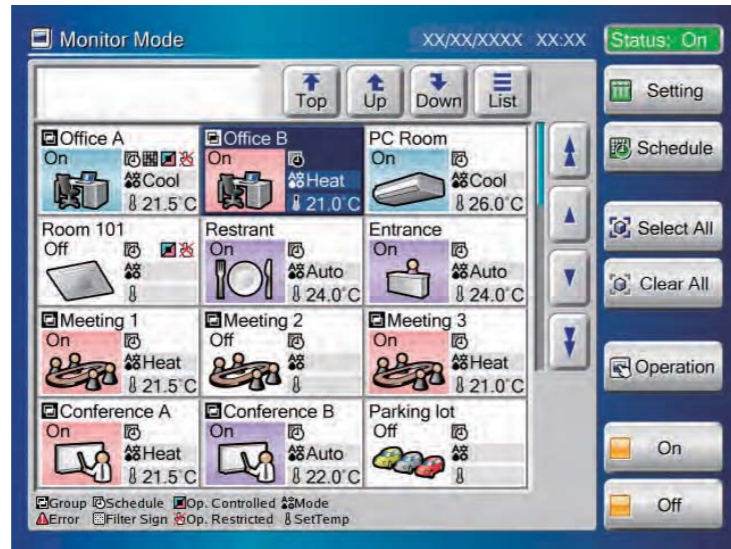 Monitor Mode XX/XX/XXXX XX:XX Status: On
Top Up Down List Setting
Office A Office B PC Room Schedule
On On On
Cool Heat Cool
21.5°C 21.0°C 26.0°C
Room 101 Restrant Entrance Select All
Off On On
Auto Auto
24.0°C 24.0°C Clear All
Meeting 1 Meeting 2 Meeting 3
On Off On
Heat Heat Operation
21.5°C 21.0°C
Conference A Conference B Parking lot
On On Off On
Heat Auto
21.5°C 22.0°C
Group Schedule Op. Controlled Mode Off
Error Filter Sign Op. Restricted SetTemp